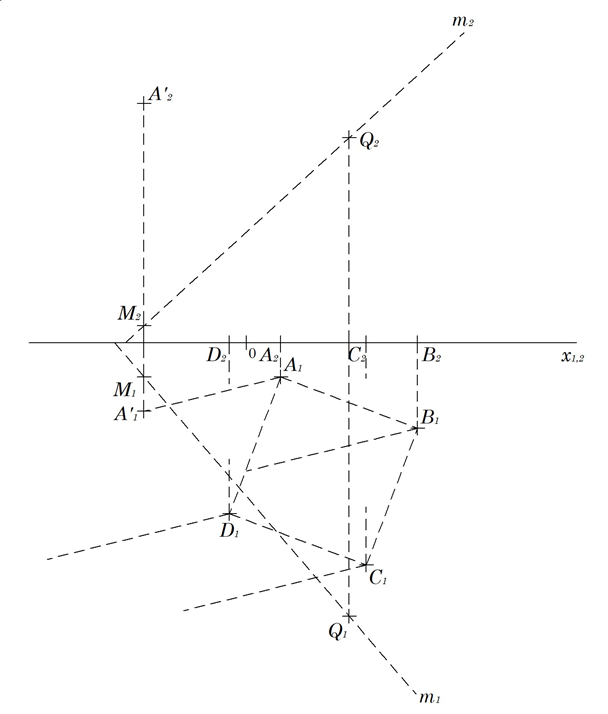 m₂
A'₂
Q₂
M₂
D₂ 0 A₂ C₂ B₂ x₁,₂
A₁
M₁
A'₁
B₁
D₁
C₁
Q₁
m₁